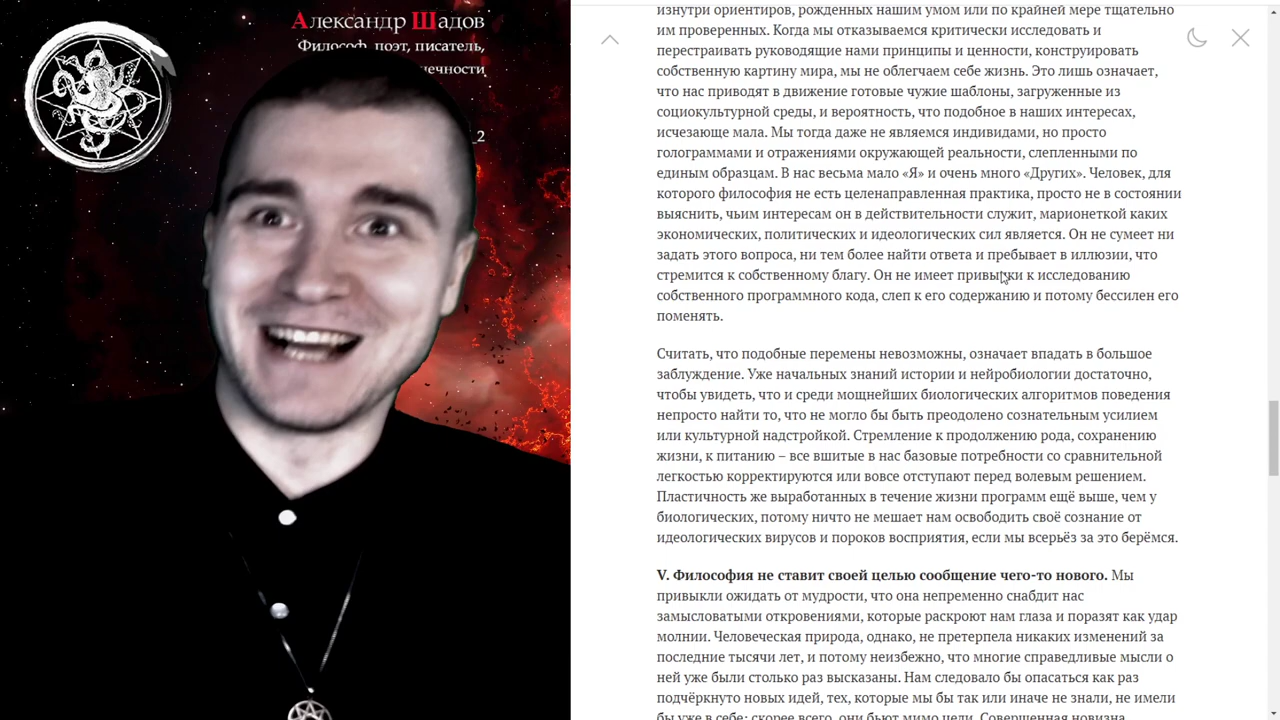 Александр Шадов
Философ, поэт, писатель,
нечности
_2
изнутри ориентиров, рожденных нашим умом или по крайней мере тщательно
им проверенных. Когда мы отказываемся критически исследовать и
перестраивать руководящие нами принципы и ценности, конструировать
собственную картину мира, мы не облегчаем себе жизнь. Это лишь означает,
что нас приводят в движение готовые чужие шаблоны, загруженные из
социокультурной среды, и вероятность, что подобное в наших интересах,
исчезающе мала. Мы тогда даже не являемся индивидами, но просто
голограммами и отражениями окружающей реальности, слепленными по
единым образцам. В нас весьма мало «Я» и очень много «Других». Человек, для
которого философия не есть целенаправленная практика, просто не в состоянии
выяснить, чьим интересам он в действительности служит, марионеткой каких
экономических, политических и идеологических сил является. Он не сумеет ни
задать этого вопроса, ни тем более найти ответа и пребывает в иллюзии, что
стремится к собственному благу. Он не имеет привычки к исследованию
собственного программного кода, слеп к его содержанию и потому бессилен его
поменять.
Считать, что подобные перемены невозможны, означает впадать в большое
заблуждение. Уже начальных знаний истории и нейробиологии достаточно,
чтобы увидеть, что и среди мощнейших биологических алгоритмов поведения
непросто найти то, что не могло бы быть преодолено сознательным усилием
или культурной надстройкой. Стремление к продолжению рода, сохранению
жизни, к питанию – все вшитые в нас базовые потребности со сравнительной
легкостью корректируются или вовсе отступают перед волевым решением.
Пластичность же выработанных в течение жизни программ ещё выше, чем у
биологических, потому ничто не мешает нам освободить своё сознание от
идеологических вирусов и пороков восприятия, если мы всерьёз за это берёмся.
V. Философия не ставит своей целью сообщение чего-то нового. Мы
привыкли ожидать от мудрости, что она непременно снабдит нас
замысловатыми откровениями, которые раскроют нам глаза и поразят как удар
молнии. Человеческая природа, однако, не претерпела никаких изменений за
последние тысячи лет, и потому неизбежно, что многие справедливые мысли о
ней уже были столько раз высказаны. Нам следовало бы опасаться как раз
подчёркнуто новых идей, тех, которые мы бы так или иначе не знали, не имели
бы уже в себе: скорее всего, они бьют мимо цели. Совершенная новизна